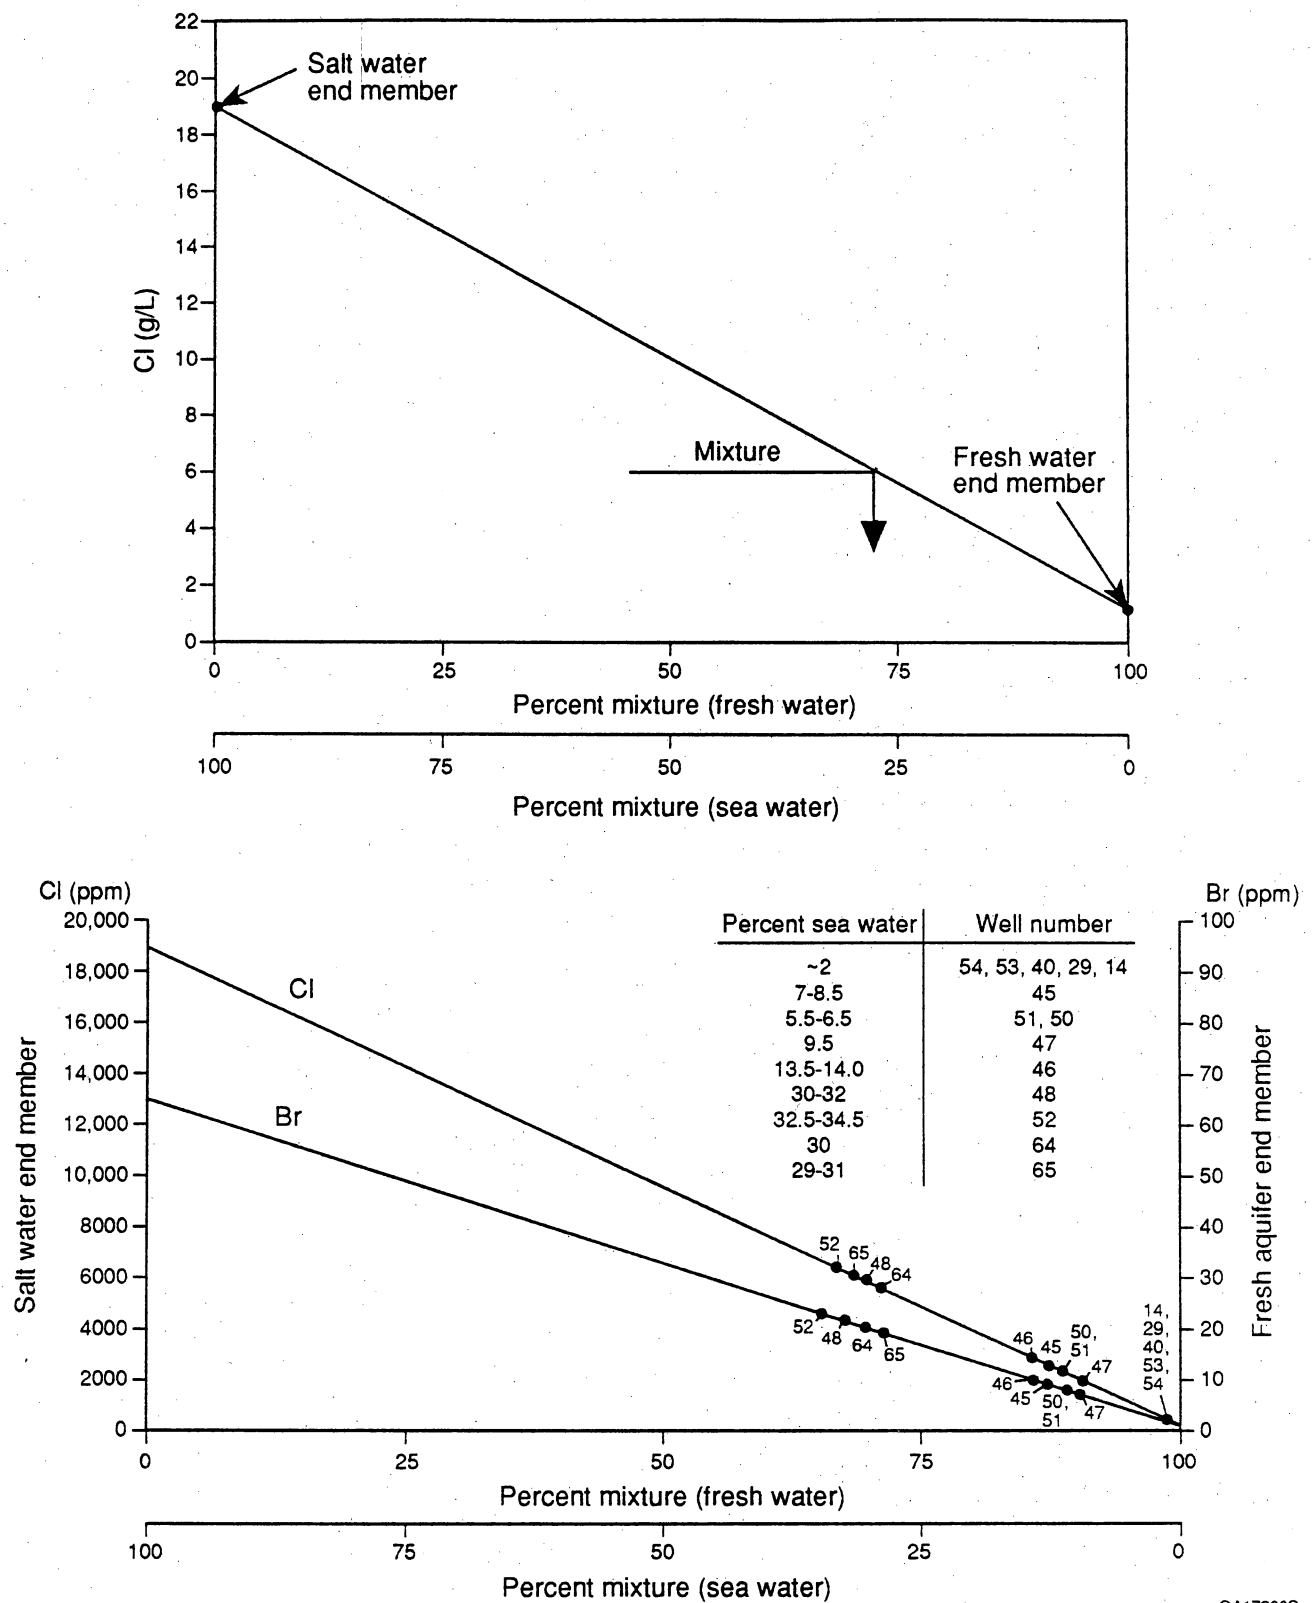 22
20
18
16
14
12
10
8
6
4
2
0
Cl (g/L)
Salt water
end member
Mixture
Fresh water
end member
0 25 50 75 100
Percent mixture (fresh water)
100 75 50 25 0
Percent mixture (sea water)
Cl (ppm)
20,000
18,000
16,000
14,000
12,000
10,000
8000
6000
4000
2000
0
Salt water end member
Cl
Br
Percent sea water Well number
~2 54, 53, 40, 29, 14
7-8.5 45
5.5-6.5 51, 50
9.5 47
13.5-14.0 46
30-32 48
32.5-34.5 52
30 64
29-31 65
52 65 48 64
52 48 64 65
46 45 50, 51 47
46 45 50, 51 47
14,
29,
40,
53,
54
Br (ppm)
100
90
80
70
60
50
40
30
20
10
0
Fresh aquifer end member
0 25 50 75 100
Percent mixture (fresh water)
100 75 50 25 0
Percent mixture (sea water)